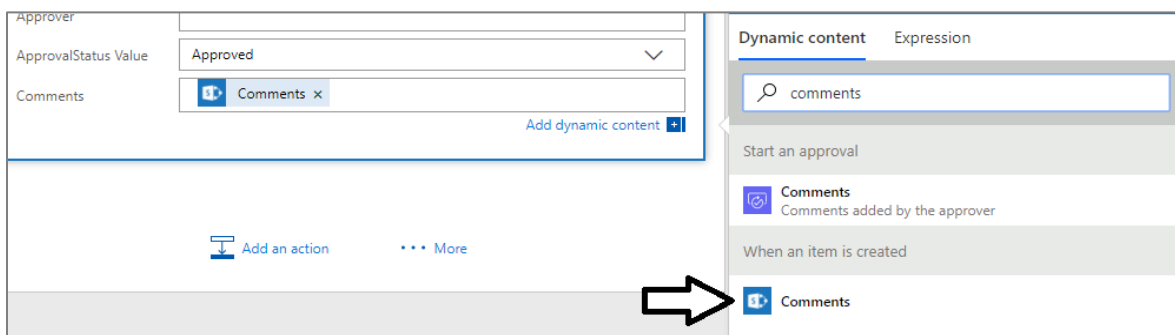 Approver
ApprovalStatus Value
Approved
Comments
Comments ×
Add dynamic content
Add an action
More
Dynamic content
Expression
comments
Start an approval
Comments
Comments added by the approver
When an item is created
Comments